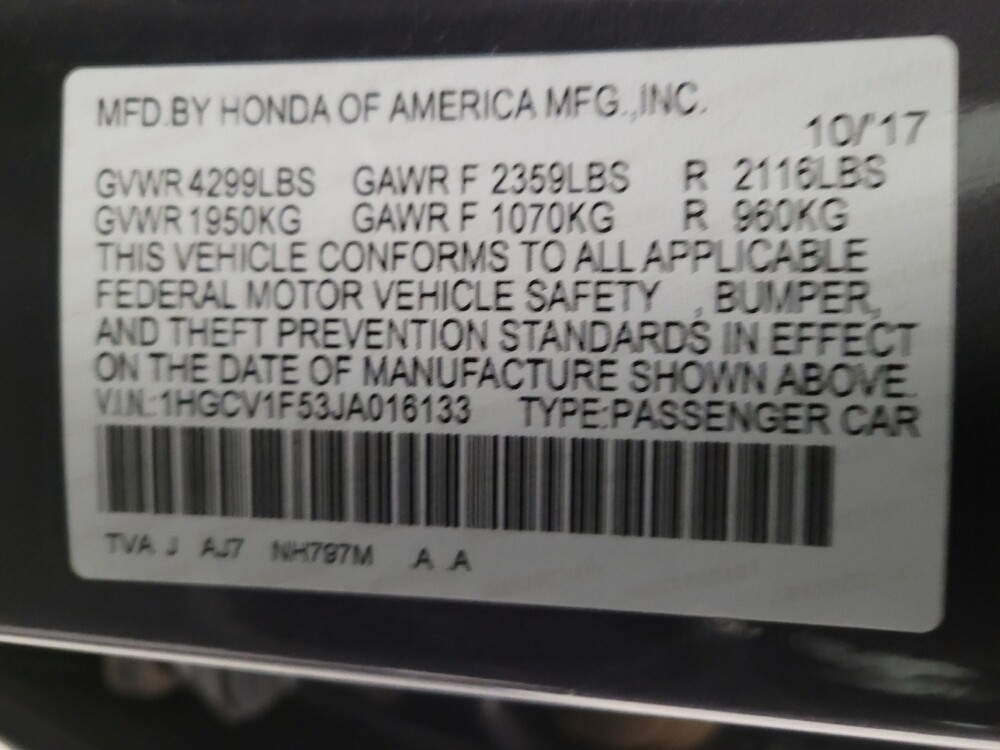 MFD.BY HONDA OF AMERICA MFG.,INC.
10/'17
GVWR 4299LBS GAWR F 2359LBS R 2116LBS
GVWR 1950KG GAWR F 1070KG R 960KG
THIS VEHICLE CONFORMS TO ALL APPLICABLE
FEDERAL MOTOR VEHICLE SAFETY , BUMPER,
AND THEFT PREVENTION STANDARDS IN EFFECT
ON THE DATE OF MANUFACTURE SHOWN ABOVE.
V.I.N.:1HGCV1F53JA016133 TYPE:PASSENGER CAR
TVA J AJ7 NH797M A A